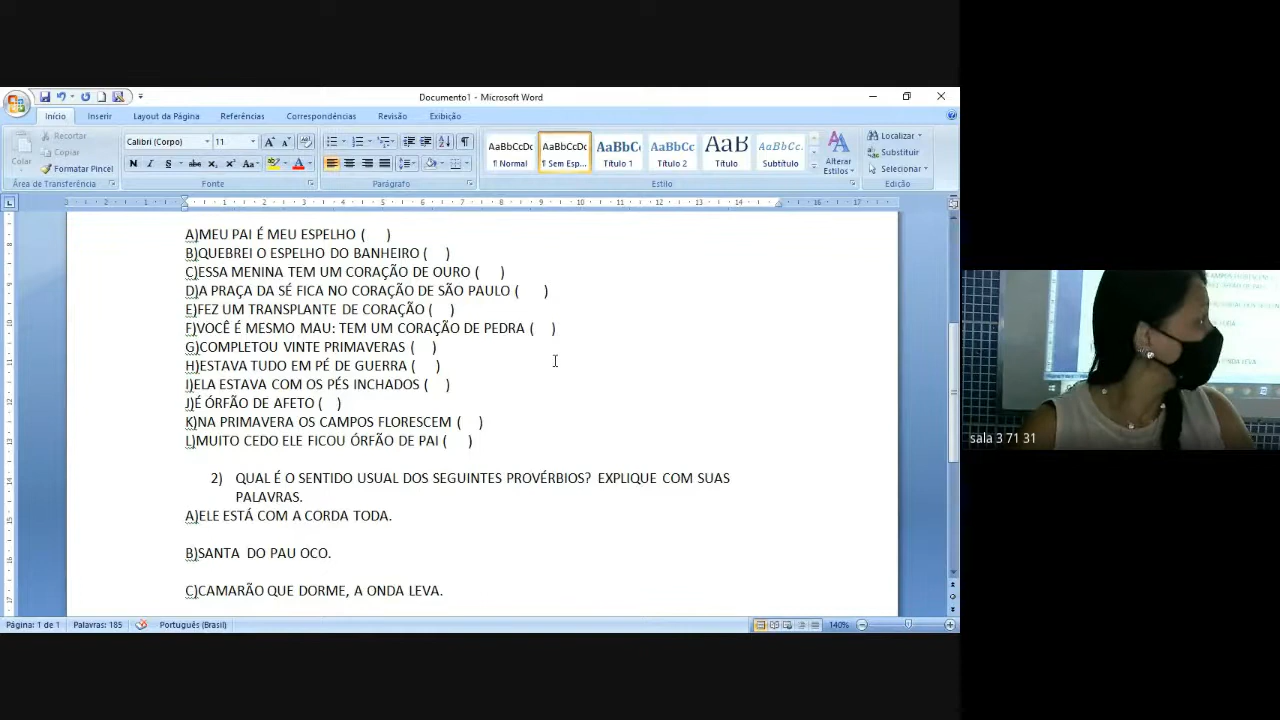 Documento1 - Microsoft Word
Início Inserir Layout da Página Referências Correspondências Revisão Exibição
Recortar
Copiar
Formatar Pincel
Colar
Área de Transferência
Calibri (Corpo) 11
Fonte
Parágrafo
AaBbCcDc AaBbCcDc AaBbC AaBbCc AaB AaBbCc.
¶ Normal ¶ Sem Esp... Título 1 Título 2 Título Subtítulo
Alterar Estilos
Estilo
Localizar
Substituir
Selecionar
Edição
A)MEU PAI É MEU ESPELHO ( )
B)QUEBREI O ESPELHO DO BANHEIRO ( )
C)ESSA MENINA TEM UM CORAÇÃO DE OURO ( )
D)A PRAÇA DA SÉ FICA NO CORAÇÃO DE SÃO PAULO ( )
E)FEZ UM TRANSPLANTE DE CORAÇÃO ( )
F)VOCÊ É MESMO MAU: TEM UM CORAÇÃO DE PEDRA ( )
G)COMPLETOU VINTE PRIMAVERAS ( )
H)ESTAVA TUDO EM PÉ DE GUERRA ( )
I)ELA ESTAVA COM OS PÉS INCHADOS ( )
J)É ÓRFÃO DE AFETO ( )
K)NA PRIMAVERA OS CAMPOS FLORESCEM ( )
L)MUITO CEDO ELE FICOU ÓRFÃO DE PAI ( )
2) QUAL É O SENTIDO USUAL DOS SEGUINTES PROVÉRBIOS? EXPLIQUE COM SUAS
PALAVRAS.
A)ELE ESTÁ COM A CORDA TODA.
B)SANTA DO PAU OCO.
C)CAMARÃO QUE DORME, A ONDA LEVA.
Página: 1 de 1 Palavras: 185 Português (Brasil) 140%
sala 3 71 31